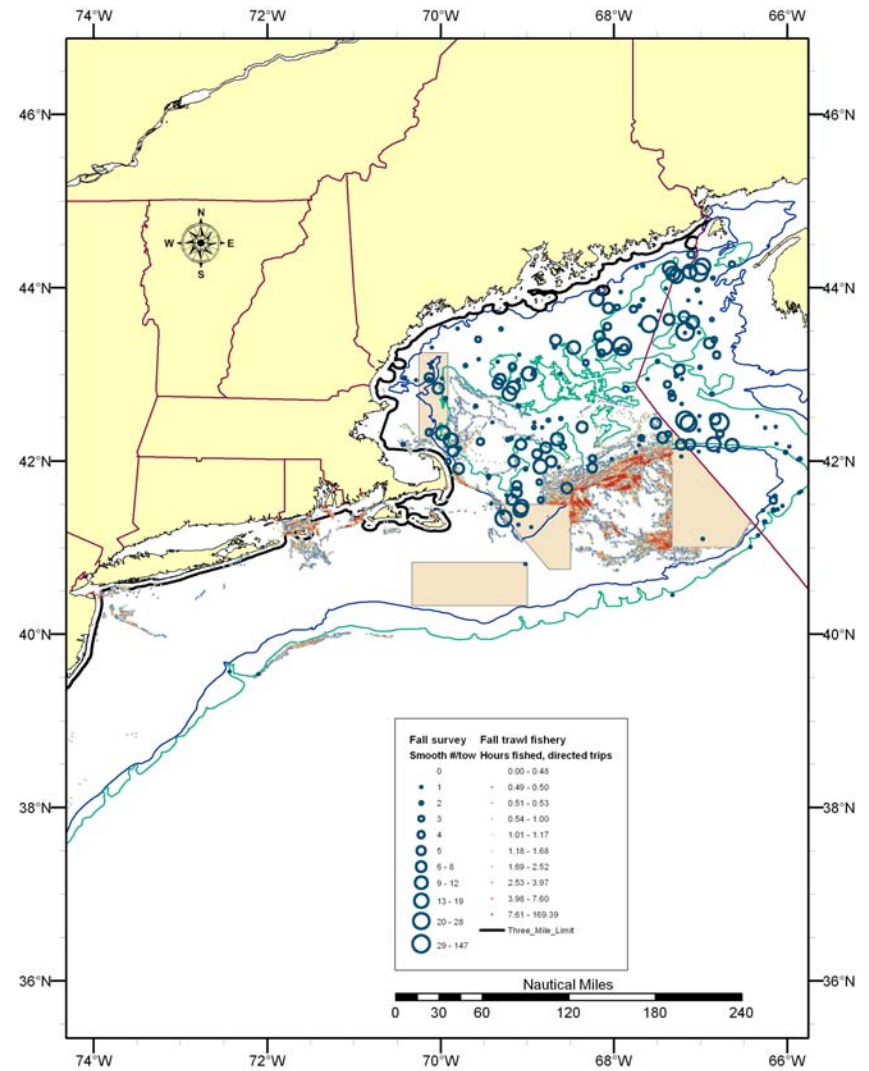 74°W 72°W 70°W 68°W 66°W
46°N 46°N
N
W E
S
44°N 44°N
42°N 42°N
40°N 40°N
Fall survey Fall trawl fishery
Smooth #/tow Hours fished, directed trips
0 0.00 - 0.48
1 0.49 - 0.50
2 0.51 - 0.53
3 0.54 - 1.00
4 1.01 - 1.17
5 1.18 - 1.68
6 - 8 1.69 - 2.52
9 - 12 2.53 - 3.97
13 - 19 3.98 - 7.60
20 - 28 7.61 - 169.39
29 - 147 Three_Mile_Limit
38°N 38°N
36°N 36°N
Nautical Miles
0 30 60 120 180 240
74°W 72°W 70°W 68°W 66°W